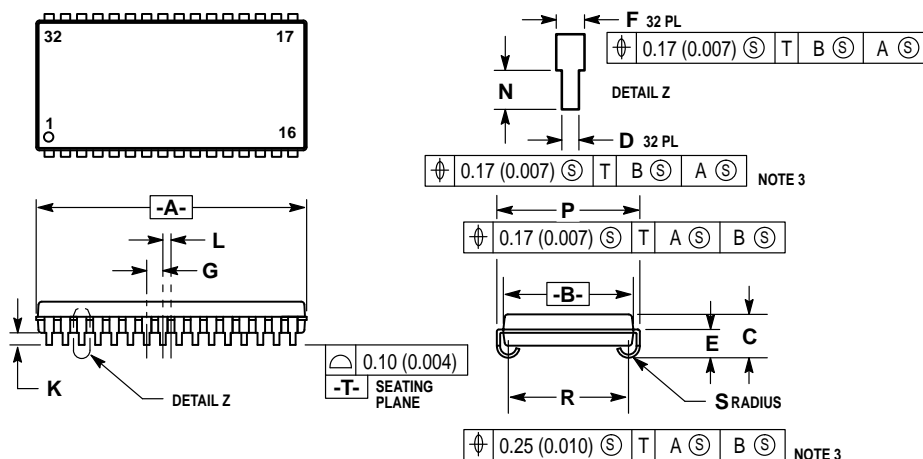 32 17
1 16
F 32 PL
⌖ 0.17 (0.007) Ⓢ T B Ⓢ A Ⓢ
N
DETAIL Z
D 32 PL
⌖ 0.17 (0.007) Ⓢ T B Ⓢ A Ⓢ NOTE 3
-A-
L
G
K
DETAIL Z
⌓ 0.10 (0.004)
-T- SEATING
PLANE
P
⌖ 0.17 (0.007) Ⓢ T A Ⓢ B Ⓢ
-B-
E
C
R
S RADIUS
⌖ 0.25 (0.010) Ⓢ T A Ⓢ B Ⓢ NOTE 3